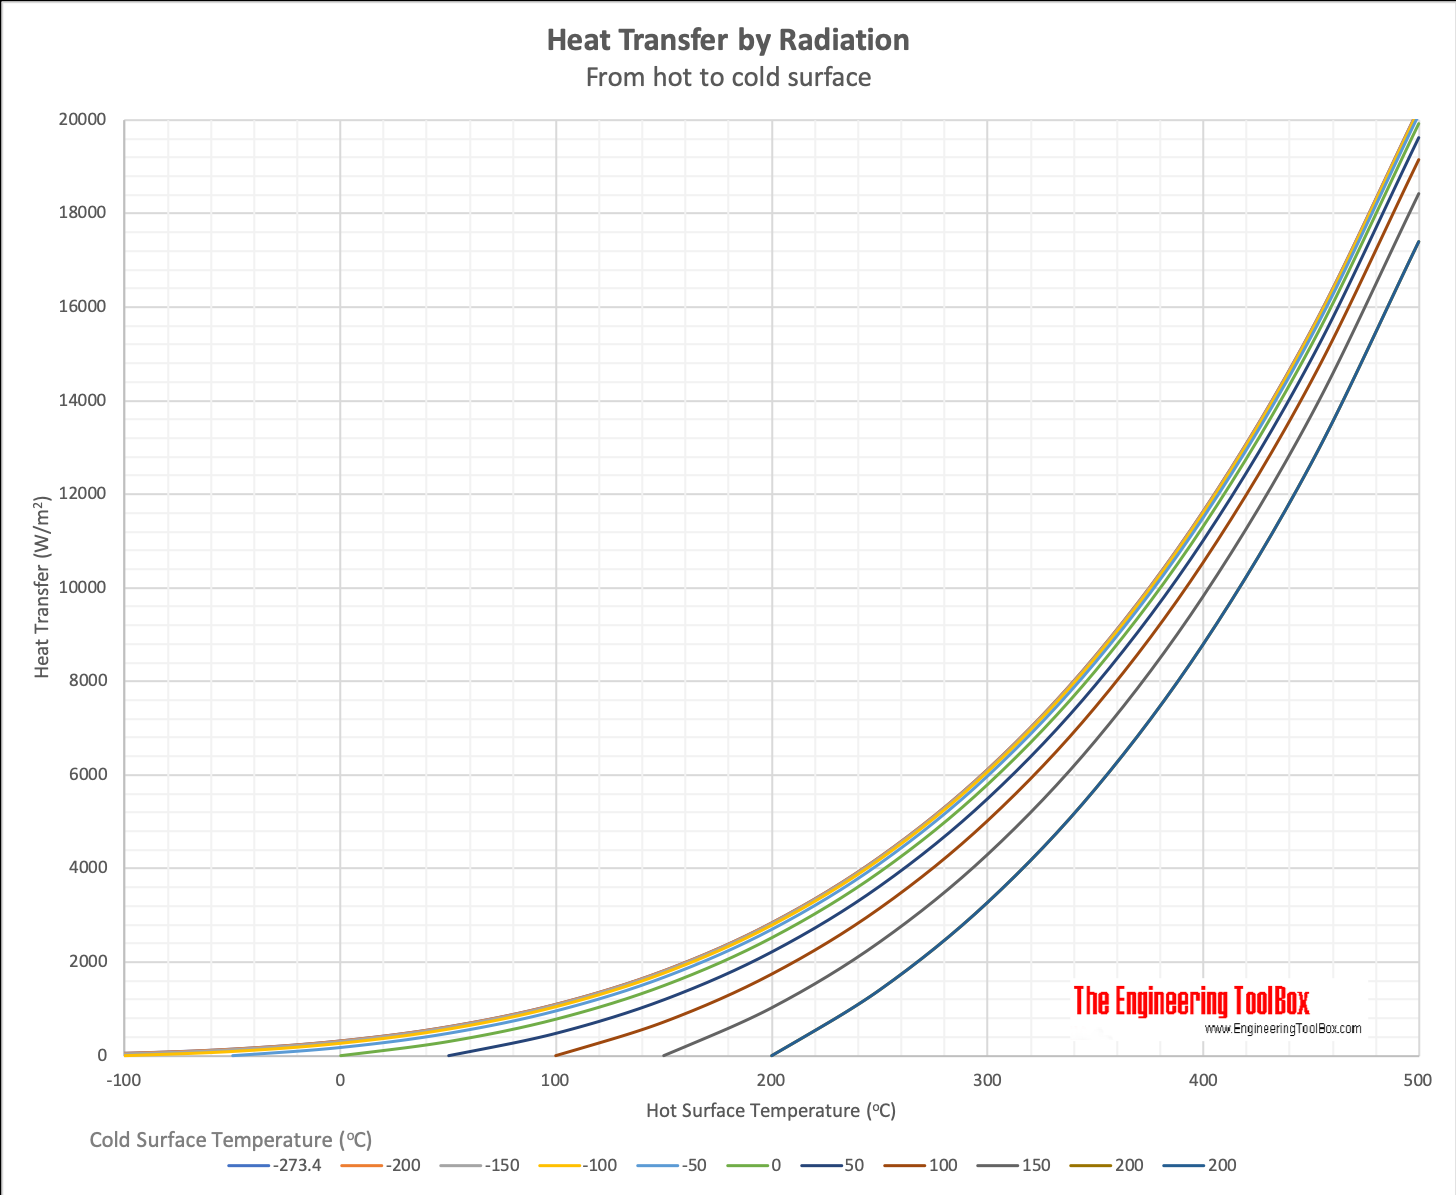 Heat Transfer by Radiation
From hot to cold surface
20000
18000
16000
14000
12000
10000
8000
6000
4000
2000
0
Heat Transfer (W/m²)
-100 0 100 200 300 400 500
Hot Surface Temperature (ºC)
The Engineering ToolBox
www.EngineeringToolBox.com
Cold Surface Temperature (ºC)
-273.4 -200 -150 -100 -50 0 50 100 150 200 200